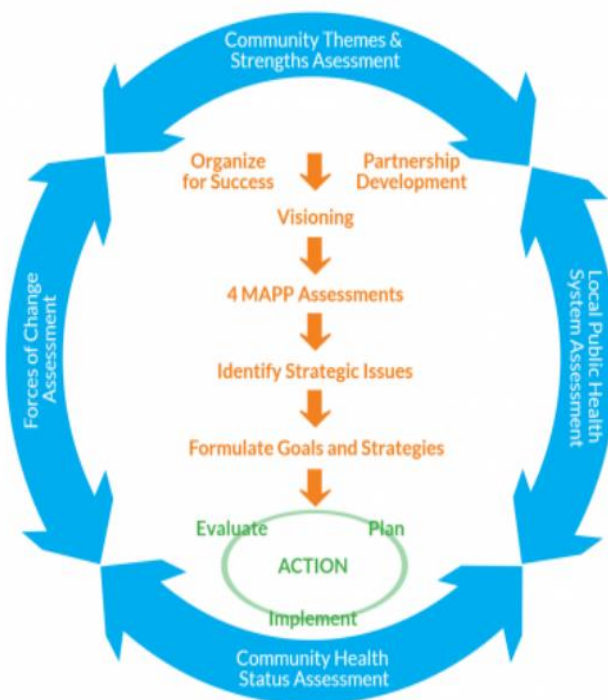 Community Themes &
Strengths Asessment
Organize
for Success
Partnership
Development
Visioning
4 MAPP Assessments
Identify Strategic Issues
Formulate Goals and Strategies
Evaluate
Plan
ACTION
Implement
Forces of Change
Assessment
Local Public Health
System Assessment
Community Health
Status Assessment